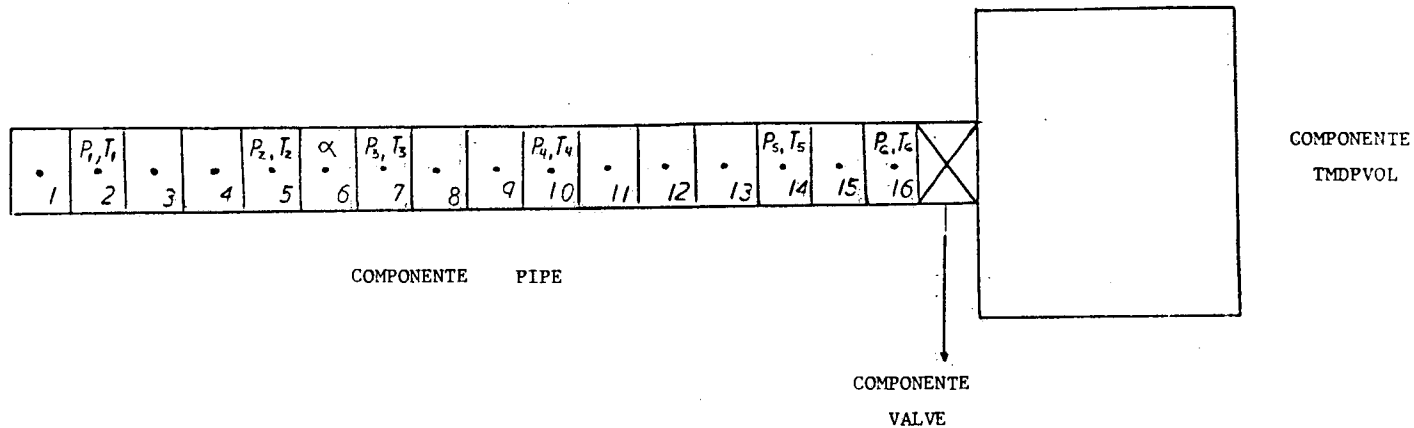 P₁,T₁ P₂,T₂ α P₃,T₃ P₄,T₄ P₅,T₅ P₆,T₆
1 2 3 4 5 6 7 8 9 10 11 12 13 14 15 16
COMPONENTE
TMDPVOL
COMPONENTE PIPE
COMPONENTE
VALVE